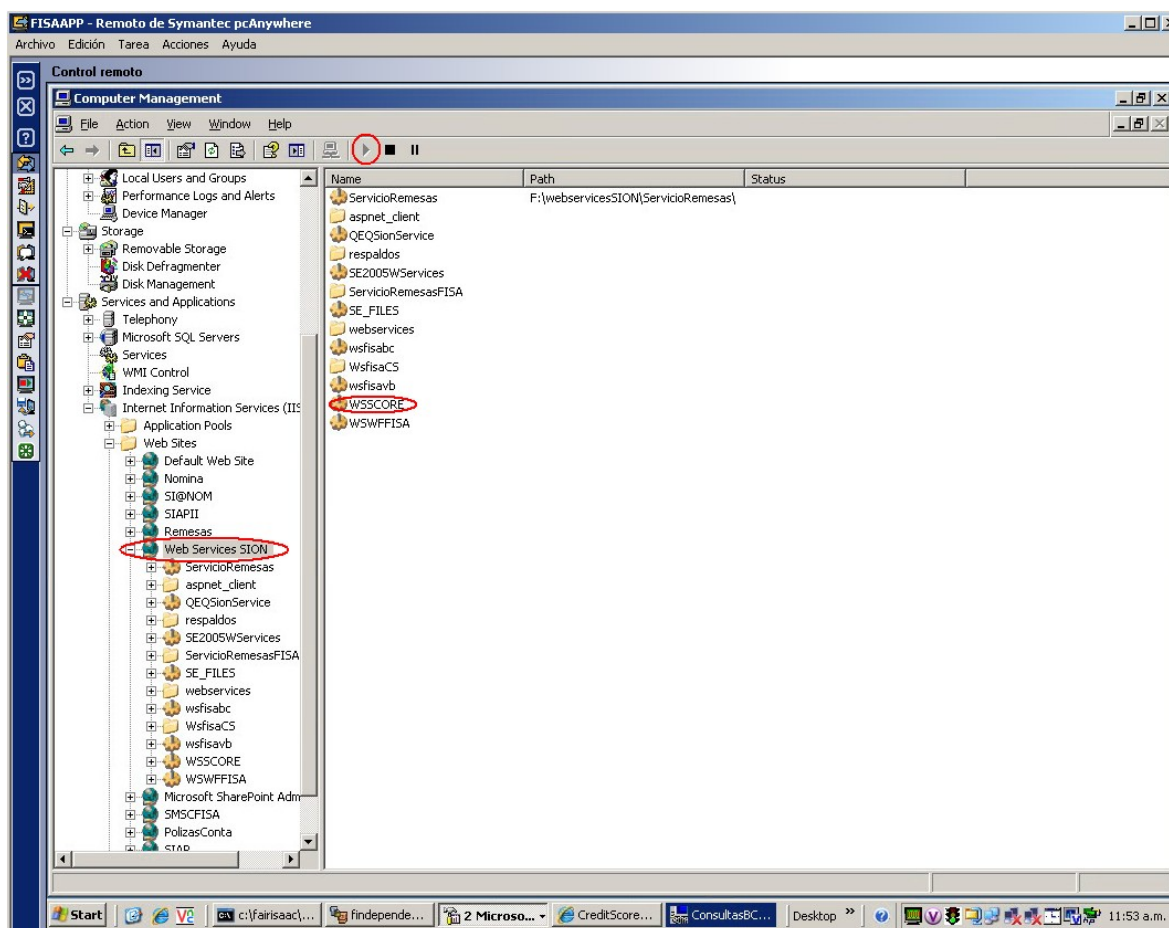 FISAAPP - Remoto de Symantec pcAnywhere
Archivo Edición Tarea Acciones Ayuda
Control remoto
Computer Management
File Action View Window Help
Local Users and Groups
Performance Logs and Alerts
Device Manager
Storage
Removable Storage
Disk Defragmenter
Disk Management
Services and Applications
Telephony
Microsoft SQL Servers
Services
WMI Control
Indexing Service
Internet Information Services (IIS
Application Pools
Web Sites
Default Web Site
Nomina
SI@NOM
SIAPII
Remesas
Web Services SION
ServicioRemesas
aspnet_client
QEQSionService
respaldos
SE2005WServices
ServicioRemesasFISA
SE_FILES
webservices
wsfisabc
WsfisaCS
wsfisavb
WSSCORE
WSWFFISA
Microsoft SharePoint Adm
SMSCFISA
PolizasConta
SIAP
Name Path Status
ServicioRemesas F:\webservicesSION\ServicioRemesas\
aspnet_client
QEQSionService
respaldos
SE2005WServices
ServicioRemesasFISA
SE_FILES
webservices
wsfisabc
WsfisaCS
wsfisavb
WSSCORE
WSWFFISA
Start c:\fairisaac\... findepende... 2 Microso... CreditScore... ConsultasBC... Desktop » 11:53 a.m.